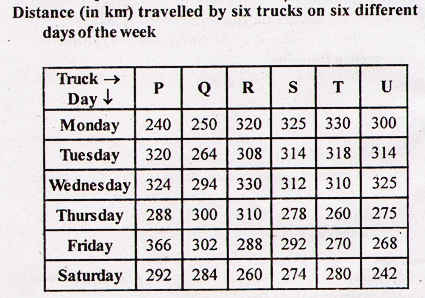 Distance (in km) travelled by six trucks on six different
days of the week
Truck → P Q R S T U
Day ↓
Monday 240 250 320 325 330 300
Tuesday 320 264 308 314 318 314
Wednesday 324 294 330 312 310 325
Thursday 288 300 310 278 260 275
Friday 366 302 288 292 270 268
Saturday 292 284 260 274 280 242